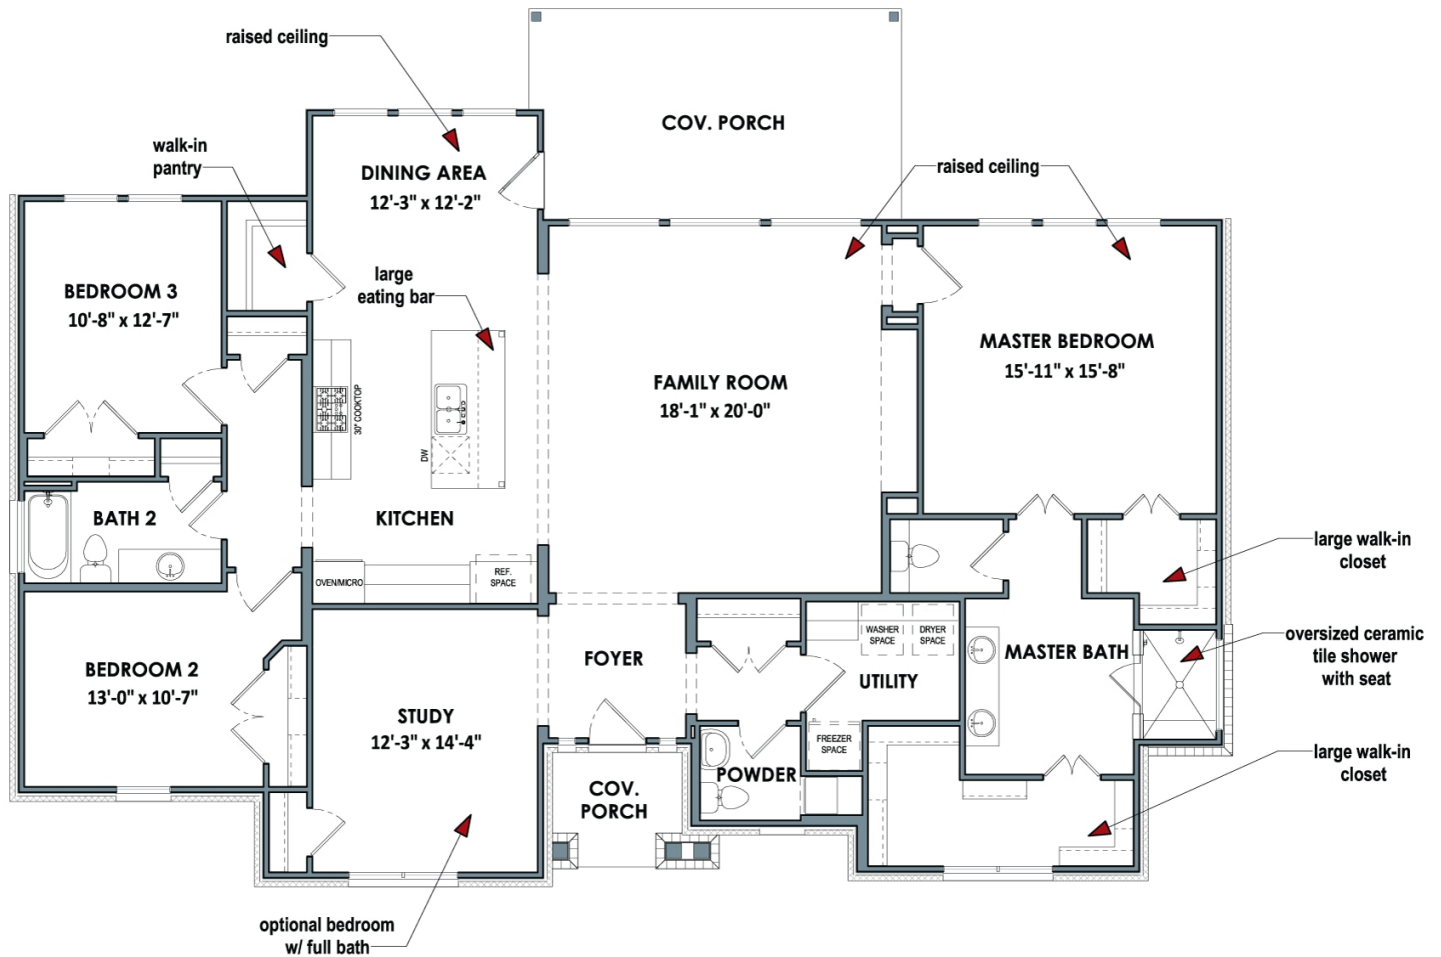 raised ceiling
COV. PORCH
walk-in
pantry
DINING AREA
12'-3" x 12'-2"
raised ceiling
large
eating bar
BEDROOM 3
10'-8" x 12'-7"
MASTER BEDROOM
15'-11" x 15'-8"
FAMILY ROOM
18'-1" x 20'-0"
30" COOKTOP
DW
BATH 2
KITCHEN
large walk-in
closet
OVEN/MICRO
REF.
SPACE
WASHER
SPACE
DRYER
SPACE
oversized ceramic
tile shower
with seat
FOYER
MASTER BATH
BEDROOM 2
13'-0" x 10'-7"
UTILITY
STUDY
12'-3" x 14'-4"
FREEZER
SPACE
large walk-in
closet
POWDER
COV.
PORCH
optional bedroom
w/ full bath